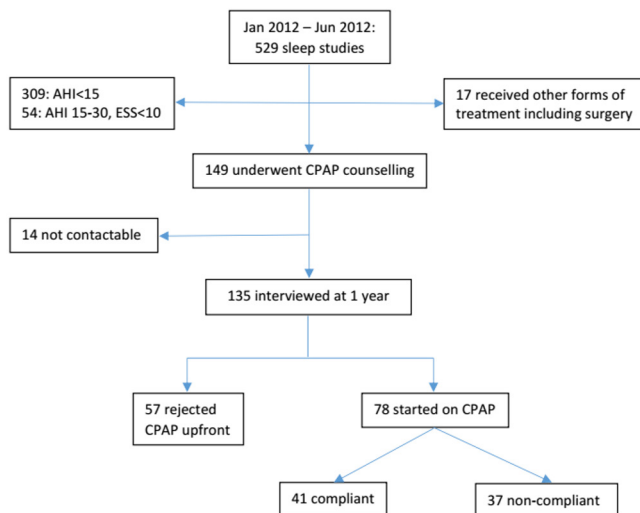 Jan 2012 – Jun 2012:
529 sleep studies
309: AHI<15
54: AHI 15-30, ESS<10
17 received other forms of
treatment including surgery
149 underwent CPAP counselling
14 not contactable
135 interviewed at 1 year
57 rejected
CPAP upfront
78 started on CPAP
41 compliant
37 non-compliant